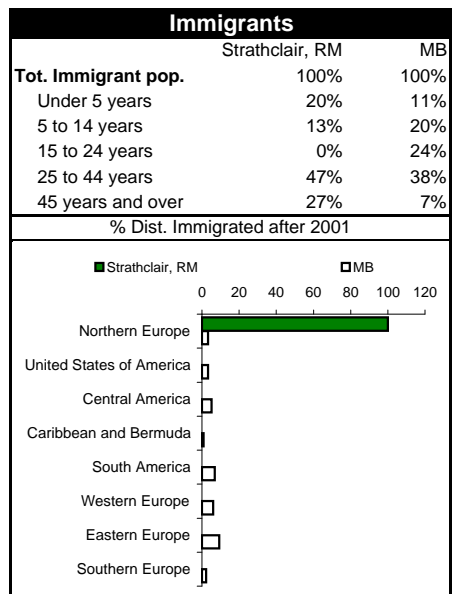 Immigrants
Strathclair, RM MB
Tot. Immigrant pop. 100% 100%
Under 5 years 20% 11%
5 to 14 years 13% 20%
15 to 24 years 0% 24%
25 to 44 years 47% 38%
45 years and over 27% 7%
% Dist. Immigrated after 2001
Strathclair, RM MB
0 20 40 60 80 100 120
Northern Europe
United States of America
Central America
Caribbean and Bermuda
South America
Western Europe
Eastern Europe
Southern Europe